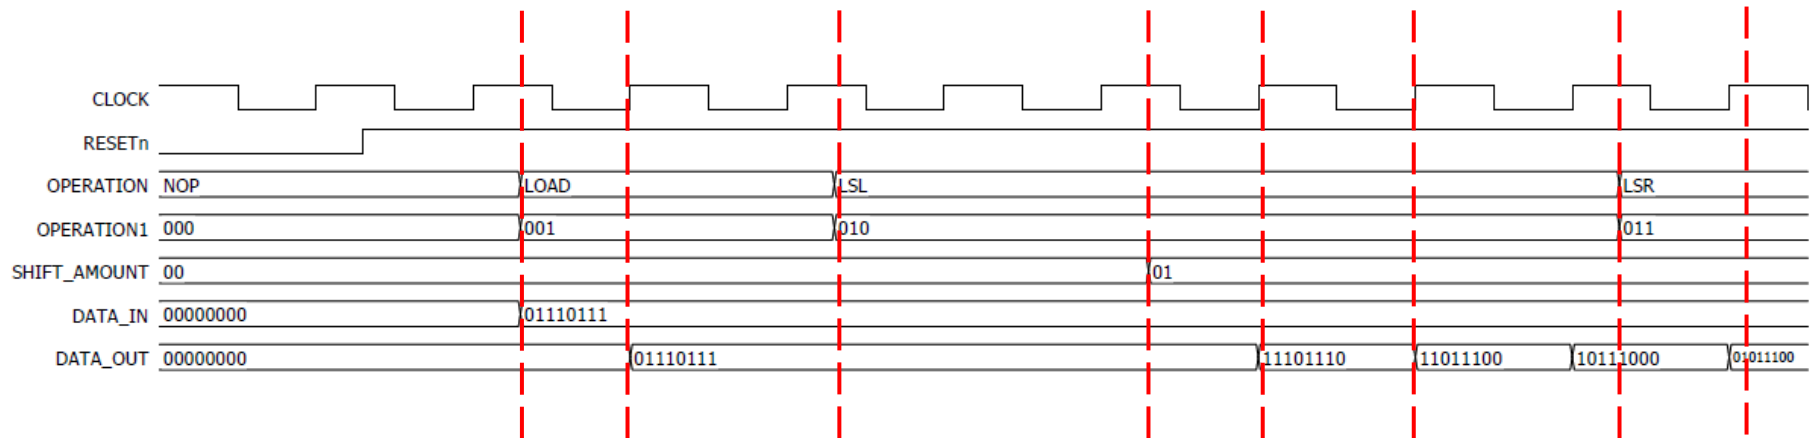 CLOCK
RESETn
OPERATION NOP LOAD LSL LSR
OPERATION1 000 001 010 011
SHIFT_AMOUNT 00 01
DATA_IN 00000000 01110111
DATA_OUT 00000000 01110111 11101110 11011100 10111000 01011100